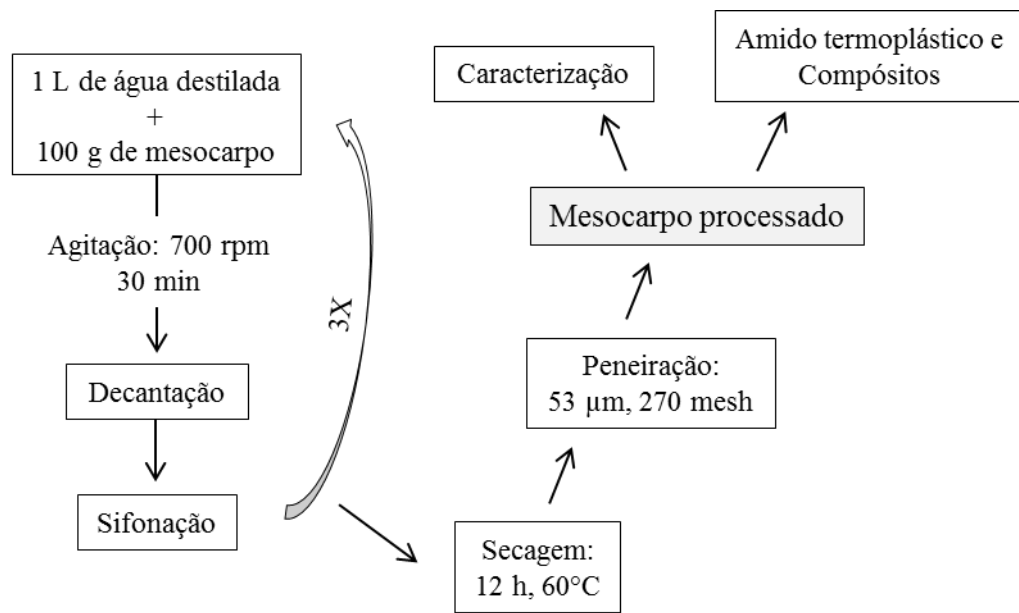 1 L de água destilada
+
100 g de mesocarpo
Agitação: 700 rpm
30 min
Decantação
Sifonação
3X
Secagem:
12 h, 60°C
Peneiração:
53 µm, 270 mesh
Mesocarpo processado
Caracterização
Amido termoplástico e
Compósitos